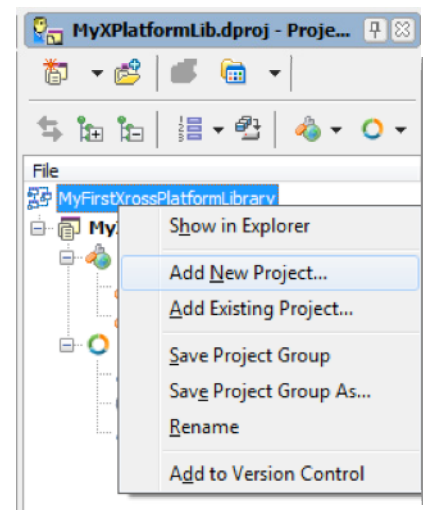 MyXPlatformLib.dproj - Proje...
File
MyFirstXrossPlatformLibrary
MyX
Show in Explorer
Add New Project...
Add Existing Project...
Save Project Group
Save Project Group As...
Rename
Add to Version Control